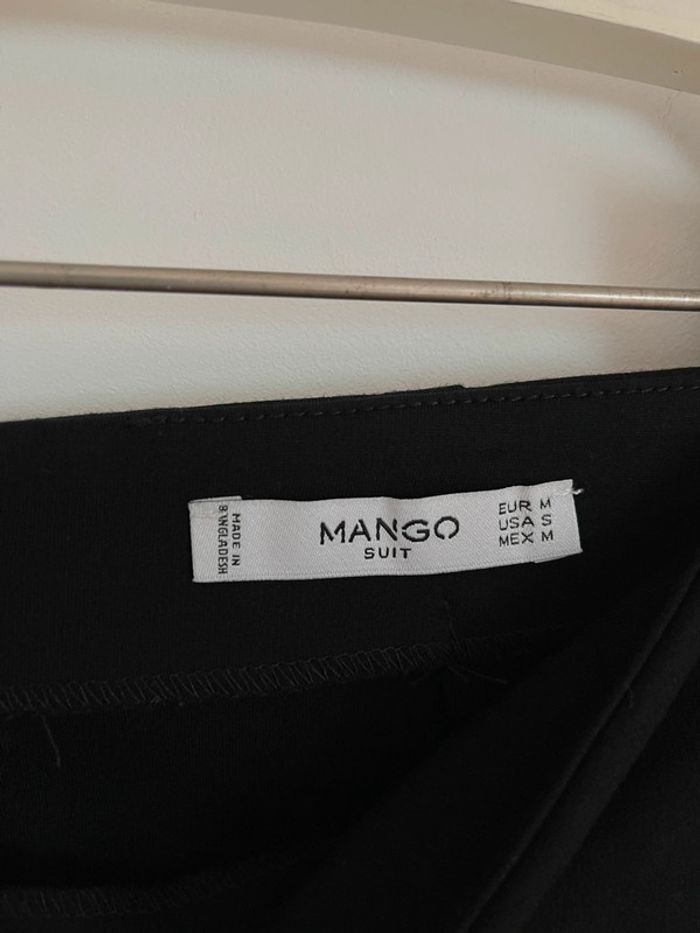 MADE IN
BANGLADESH
MANGO
SUIT
EUR M
USA S
MEX M